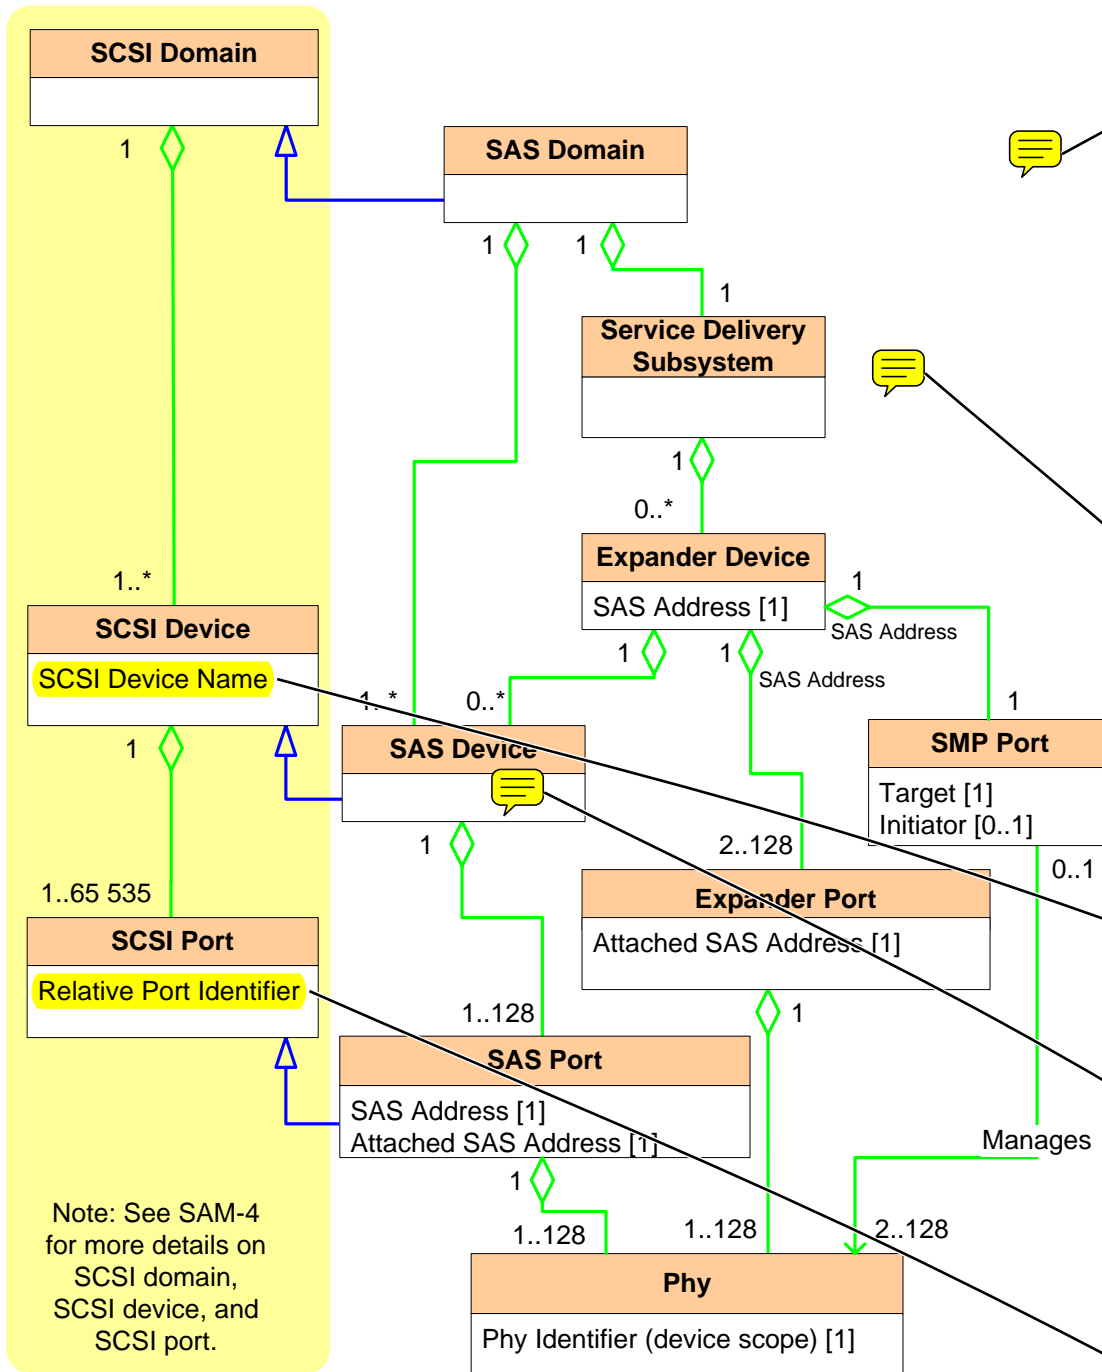 SCSI Domain
1
SAS Domain
1
1
1
Service Delivery
Subsystem
1
0..*
Expander Device
SAS Address [1]
1
SAS Address
1
1
SAS Address
1..*
SCSI Device
SCSI Device Name
1
1..*
0..*
SAS Device
1
SMP Port
Target [1]
Initiator [0..1]
0..1
1
2..128
Expander Port
Attached SAS Address [1]
1
1..65 535
SCSI Port
Relative Port Identifier
1..128
SAS Port
SAS Address [1]
Attached SAS Address [1]
1
Manages
1..128
1..128
2..128
Phy
Phy Identifier (device scope) [1]
Note: See SAM-4
for more details on
SCSI domain,
SCSI device, and
SCSI port.